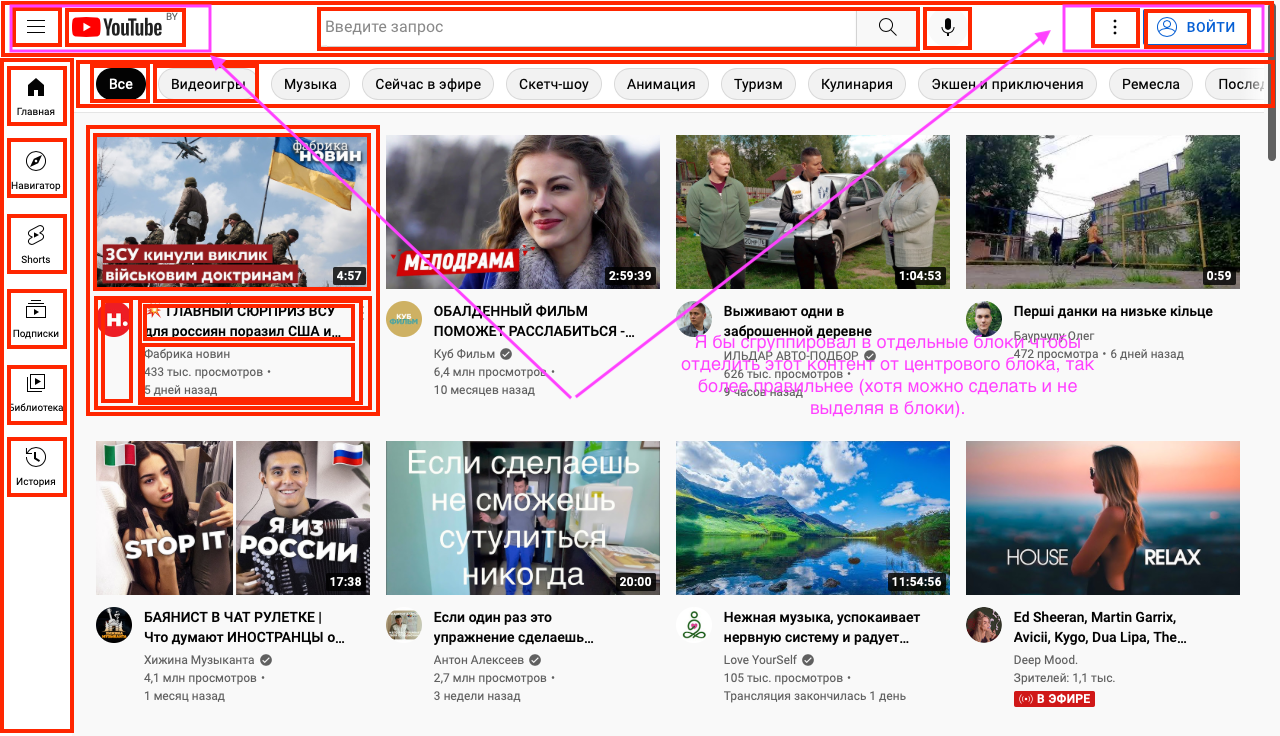 YouTube BY
Введите запрос
ВОЙТИ
Все Видеоигры Музыка Сейчас в эфире Скетч-шоу Анимация Туризм Кулинария Экшен и приключения Ремесла
Главная
Навигатор
Shorts
Подписки
Библиотека
История
фабрика
НОВИН
ЗСУ КИНУЛИ ВИКЛИК
ВІЙСЬКОВИМ ДОКТРИНАМ
4:57
Н.
ГЛАВНЫЙ СЮРПРИЗ ВСУ
для россиян поразил США и...
Фабрика новин
433 тыс. просмотров •
5 дней назад
МЕЛОДРАМА
2:59:39
КУБ
ФИЛЬМ
ОБАЛДЕННЫЙ ФИЛЬМ
ПОМОЖЕТ РАССЛАБИТЬСЯ -...
Куб Фильм
6,4 млн просмотров •
10 месяцев назад
1:04:53
Выживают одни в
заброшенной деревне
ИЛЬДАР АВТО-ПОДБОР
626 тыс. просмотров •
9 часов назад
0:59
Перші данки на низьке кільце
Баурчулу Олег
472 просмотра • 6 дней назад
Я бы сгруппировал в отдельные блоки чтобы
отделить этот контент от центрового блока, так
более правильнее (хотя можно сделать и не
выделяя в блоки).
STOP IT
Я ИЗ
РОССИИ
17:38
БАЯНИСТ В ЧАТ РУЛЕТКЕ |
Что думают ИНОСТРАНЦЫ о...
Хижина Музыканта
4,1 млн просмотров •
1 месяц назад
Если сделаешь
не сможешь
сутулиться
никогда
20:00
Если один раз это
упражнение сделаешь...
Антон Алексеев
2,7 млн просмотров •
3 недели назад
11:54:56
Нежная музыка, успокаивает
нервную систему и радует...
Love YourSelf
105 тыс. просмотров •
Трансляция закончилась 1 день
HOUSE RELAX
Ed Sheeran, Martin Garrix,
Avicii, Kygo, Dua Lipa, The...
Deep Mood.
Зрителей: 1,1 тыс.
В ЭФИРЕ